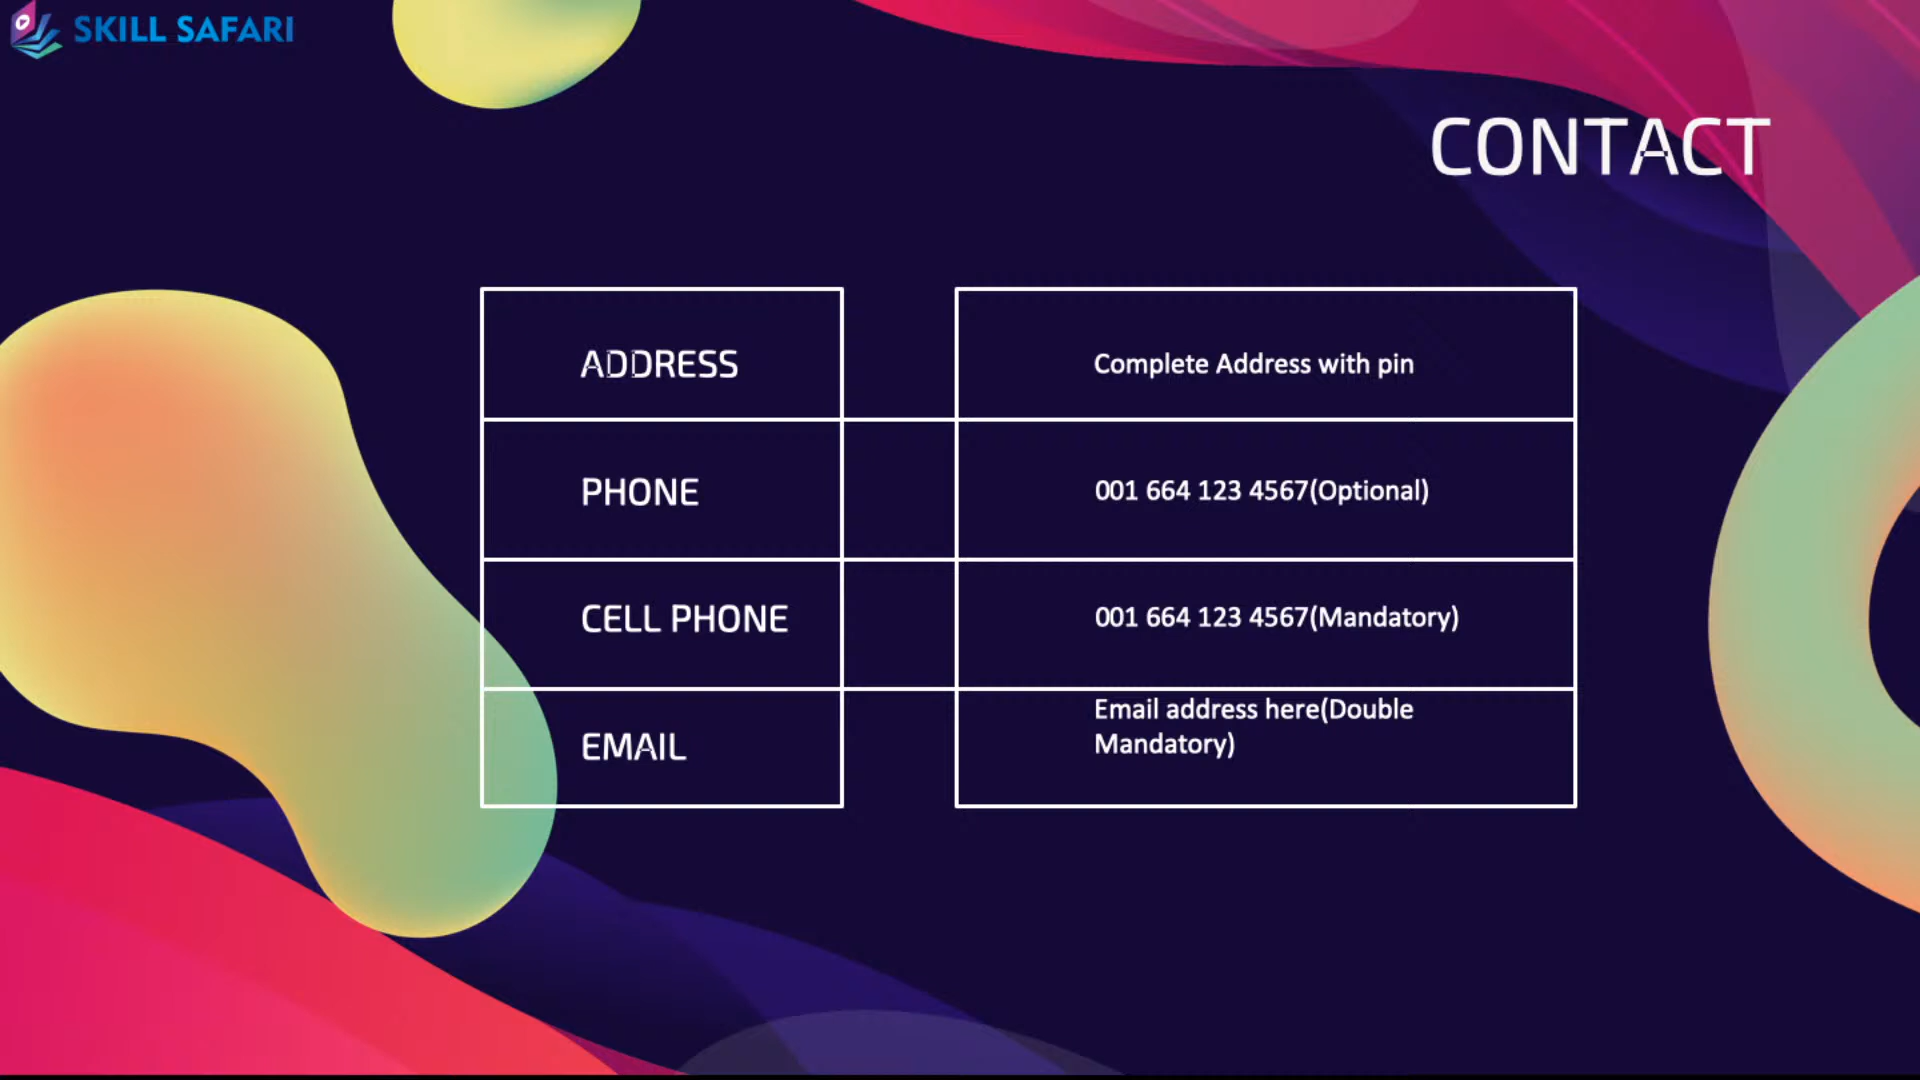 SKILL SAFARI
CONTACT
ADDRESS
Complete Address with pin
PHONE
001 664 123 4567(Optional)
CELL PHONE
001 664 123 4567(Mandatory)
EMAIL
Email address here(Double
Mandatory)